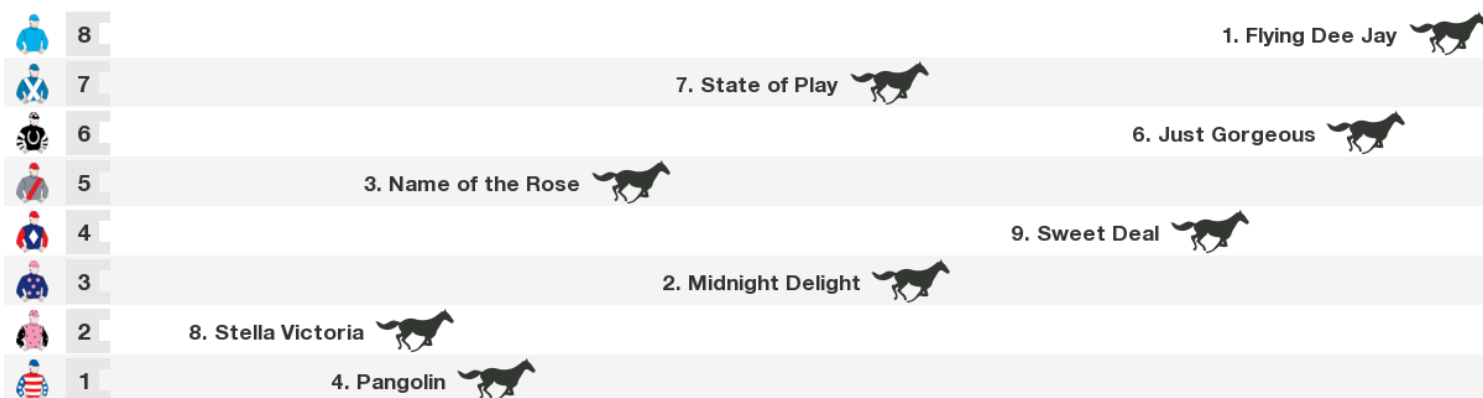 8 1. Flying Dee Jay
7 7. State of Play
6 6. Just Gorgeous
5 3. Name of the Rose
4 9. Sweet Deal
3 2. Midnight Delight
2 8. Stella Victoria
1 4. Pangolin